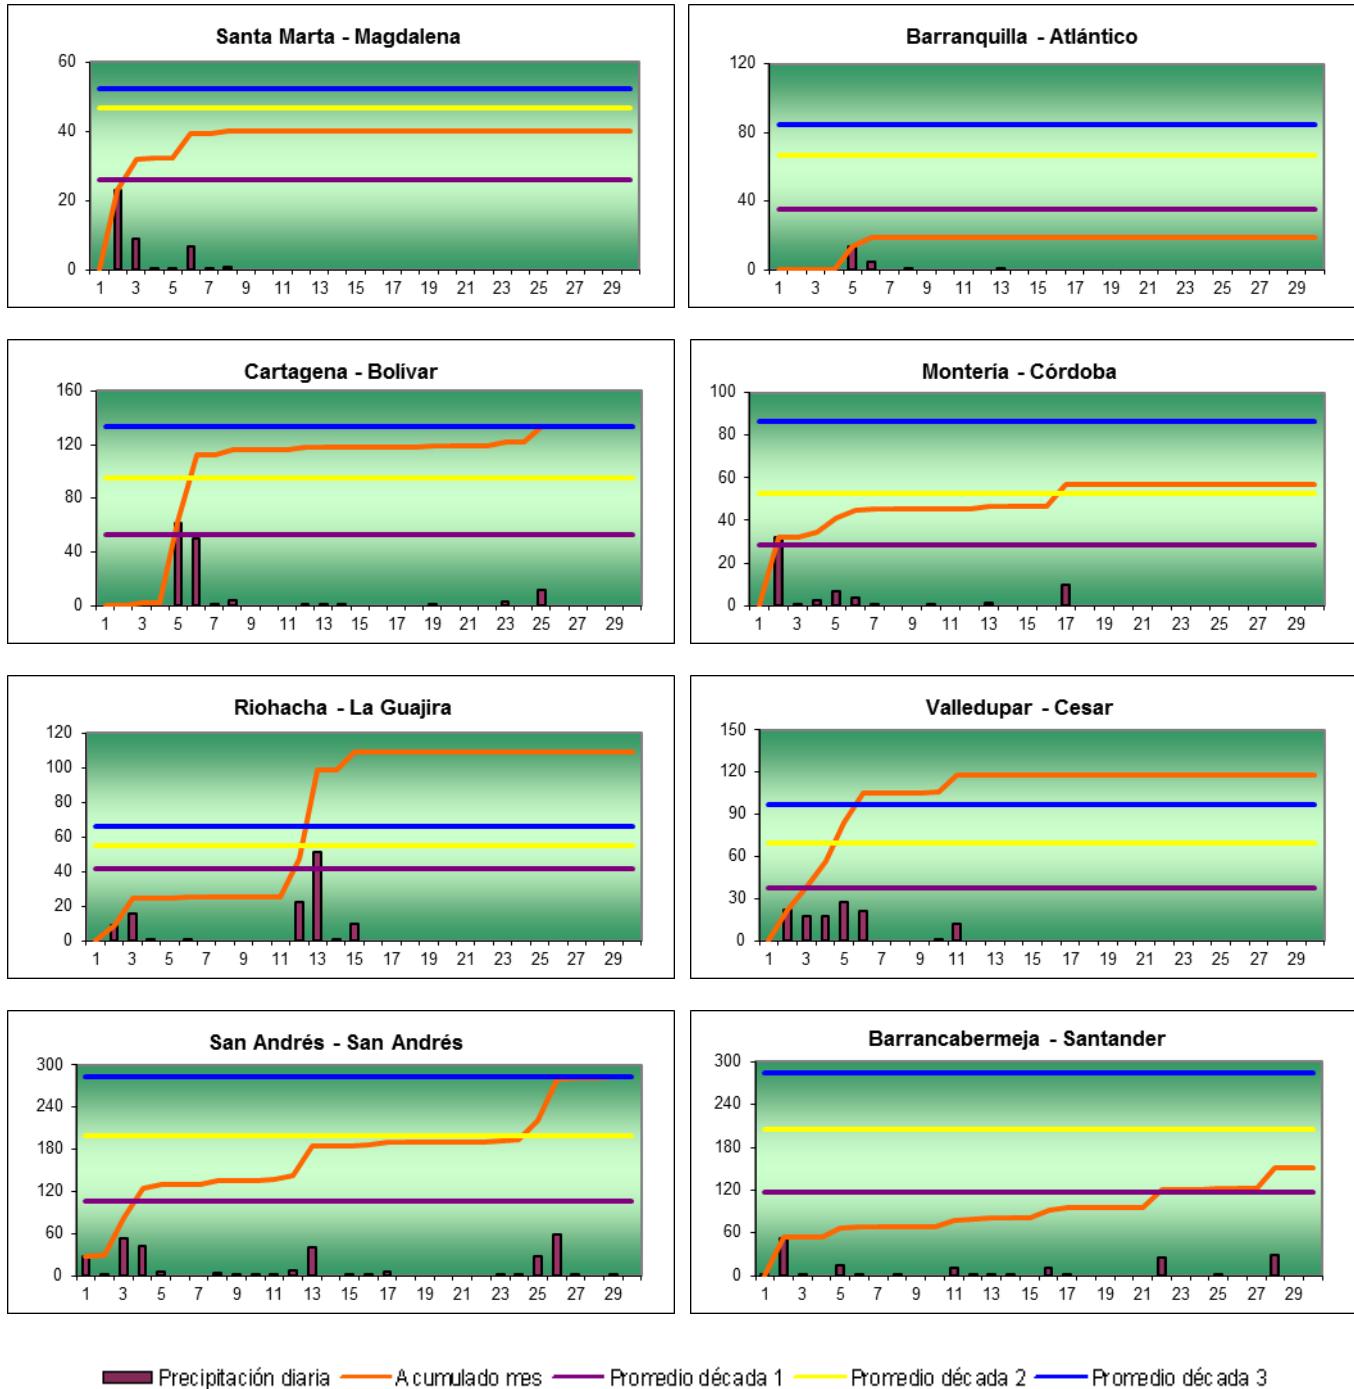 Santa Marta - Magdalena
60
40
20
0
1 3 5 7 9 11 13 15 17 19 21 23 25 27 29
Barranquilla - Atlántico
120
80
40
0
1 3 5 7 9 11 13 15 17 19 21 23 25 27 29
Cartagena - Bolívar
160
120
80
40
0
1 3 5 7 9 11 13 15 17 19 21 23 25 27 29
Montería - Córdoba
100
80
60
40
20
0
1 3 5 7 9 11 13 15 17 19 21 23 25 27 29
Riohacha - La Guajira
120
100
80
60
40
20
0
1 3 5 7 9 11 13 15 17 19 21 23 25 27 29
Valledupar - Cesar
150
120
90
60
30
0
1 3 5 7 9 11 13 15 17 19 21 23 25 27 29
San Andrés - San Andrés
300
240
180
120
60
0
1 3 5 7 9 11 13 15 17 19 21 23 25 27 29
Barrancabermeja - Santander
300
240
180
120
60
0
1 3 5 7 9 11 13 15 17 19 21 23 25 27 29
Precipitación diaria Acumulado mes Promedio década 1 Promedio década 2 Promedio década 3